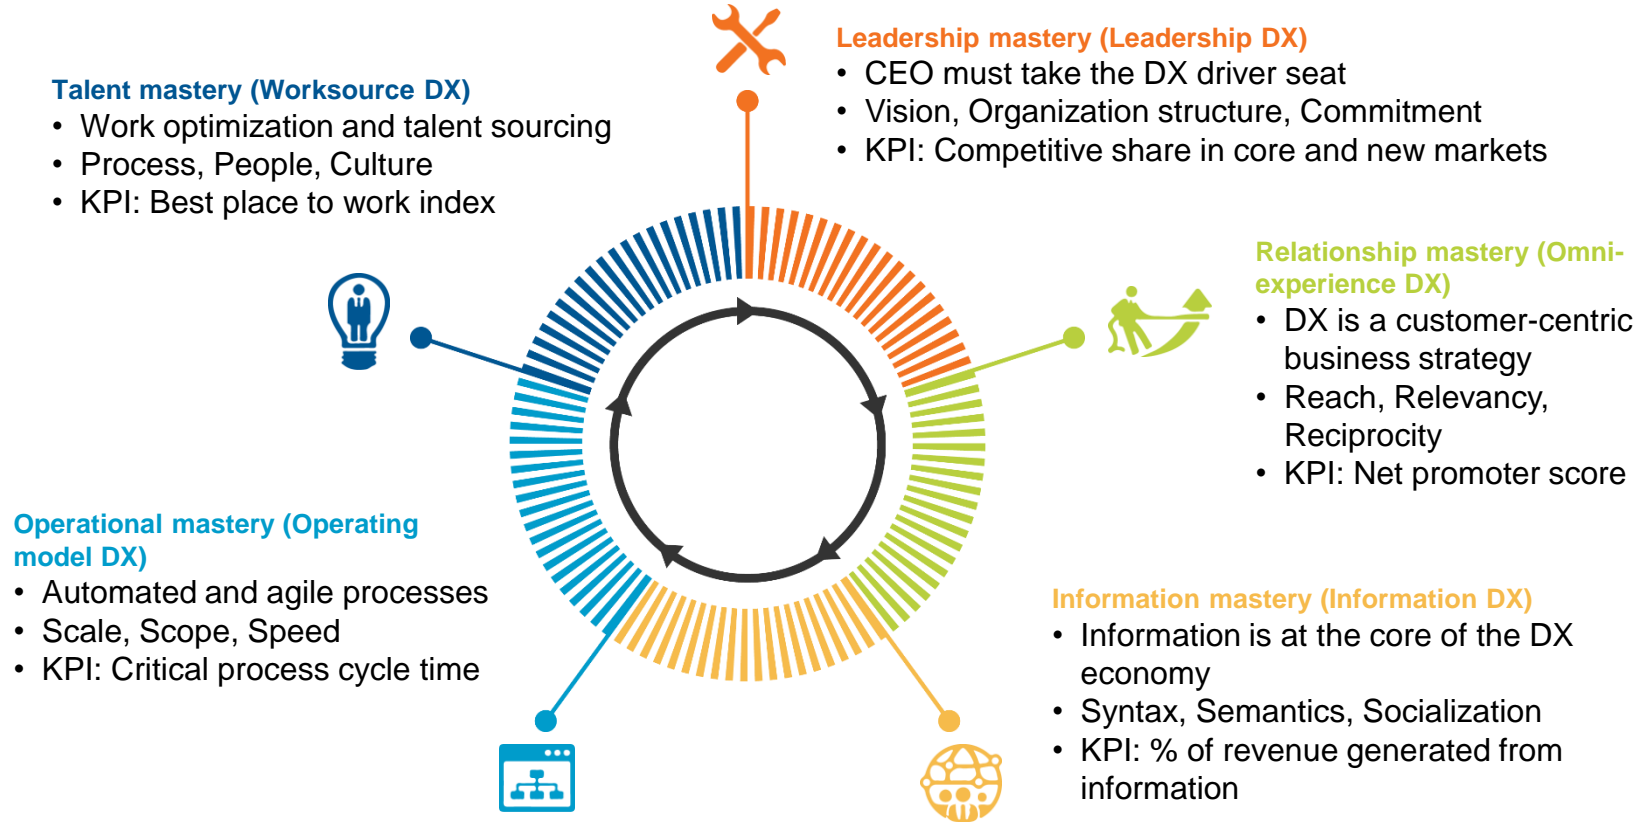 Leadership mastery (Leadership DX)
• CEO must take the DX driver seat
• Vision, Organization structure, Commitment
• KPI: Competitive share in core and new markets
Talent mastery (Worksource DX)
• Work optimization and talent sourcing
• Process, People, Culture
• KPI: Best place to work index
Relationship mastery (Omni-
experience DX)
• DX is a customer-centric
business strategy
• Reach, Relevancy,
Reciprocity
• KPI: Net promoter score
Operational mastery (Operating
model DX)
• Automated and agile processes
• Scale, Scope, Speed
• KPI: Critical process cycle time
Information mastery (Information DX)
• Information is at the core of the DX
economy
• Syntax, Semantics, Socialization
• KPI: % of revenue generated from
information